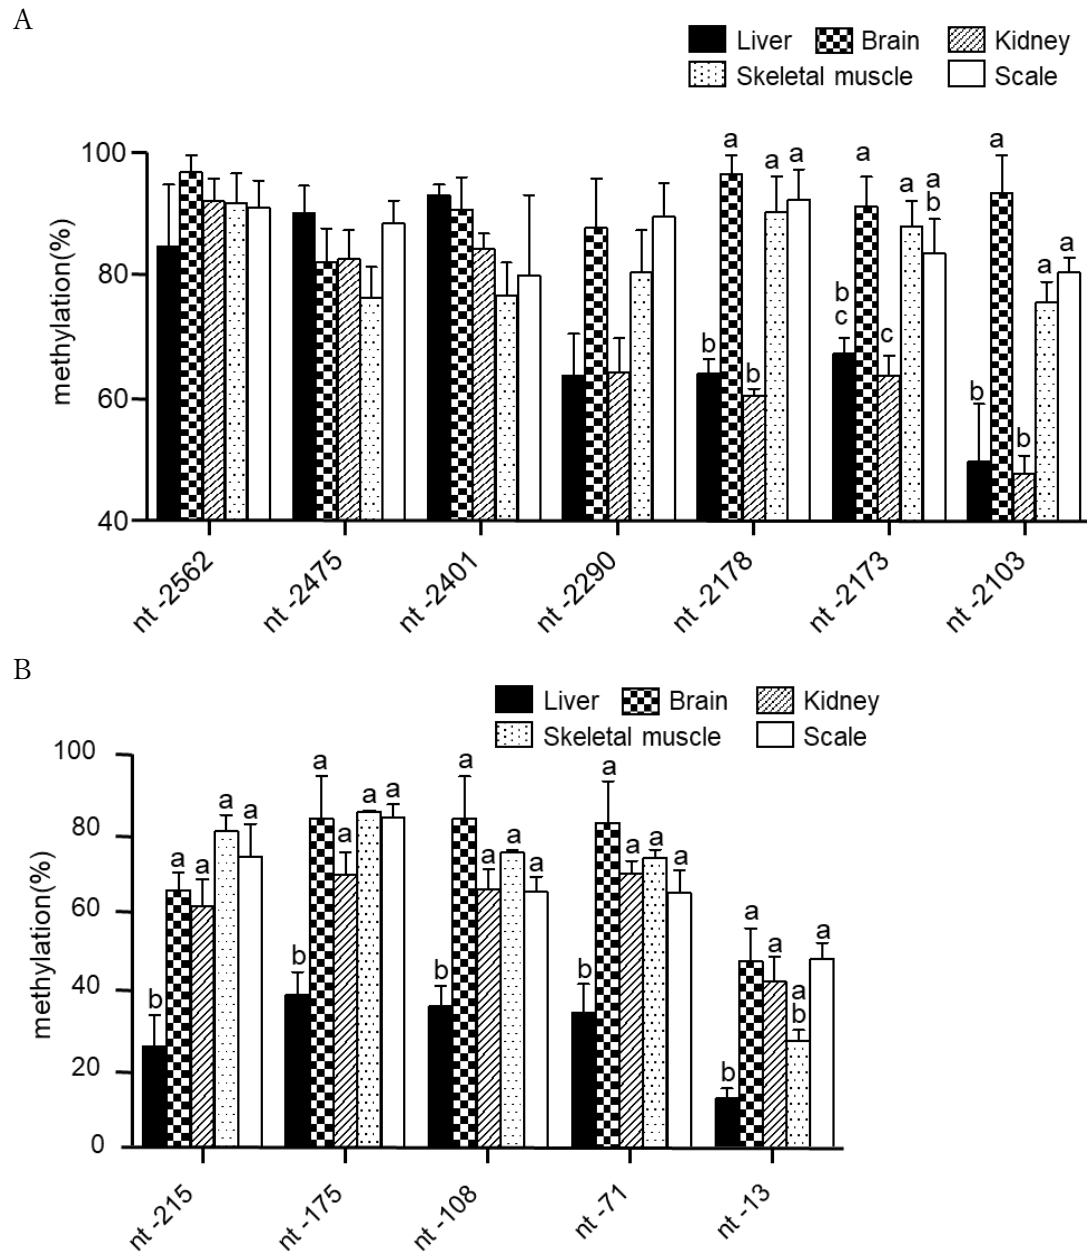 A
Liver Brain Kidney
Skeletal muscle Scale
methylation(%)
100
80
60
40
a
a
a
b
b
a
b
c
a
c
a
a
b
a
b
b
a
a
nt -2562
nt -2475
nt -2401
nt -2290
nt -2178
nt -2173
nt -2103
B
Liver Brain Kidney
Skeletal muscle Scale
methylation(%)
100
80
60
40
20
0
b
a
a
a
a
b
a
a
a
a
b
a
a
a
a
b
a
a
a
a
b
a
a
a
b
a
nt -215
nt -175
nt -108
nt -71
nt -13